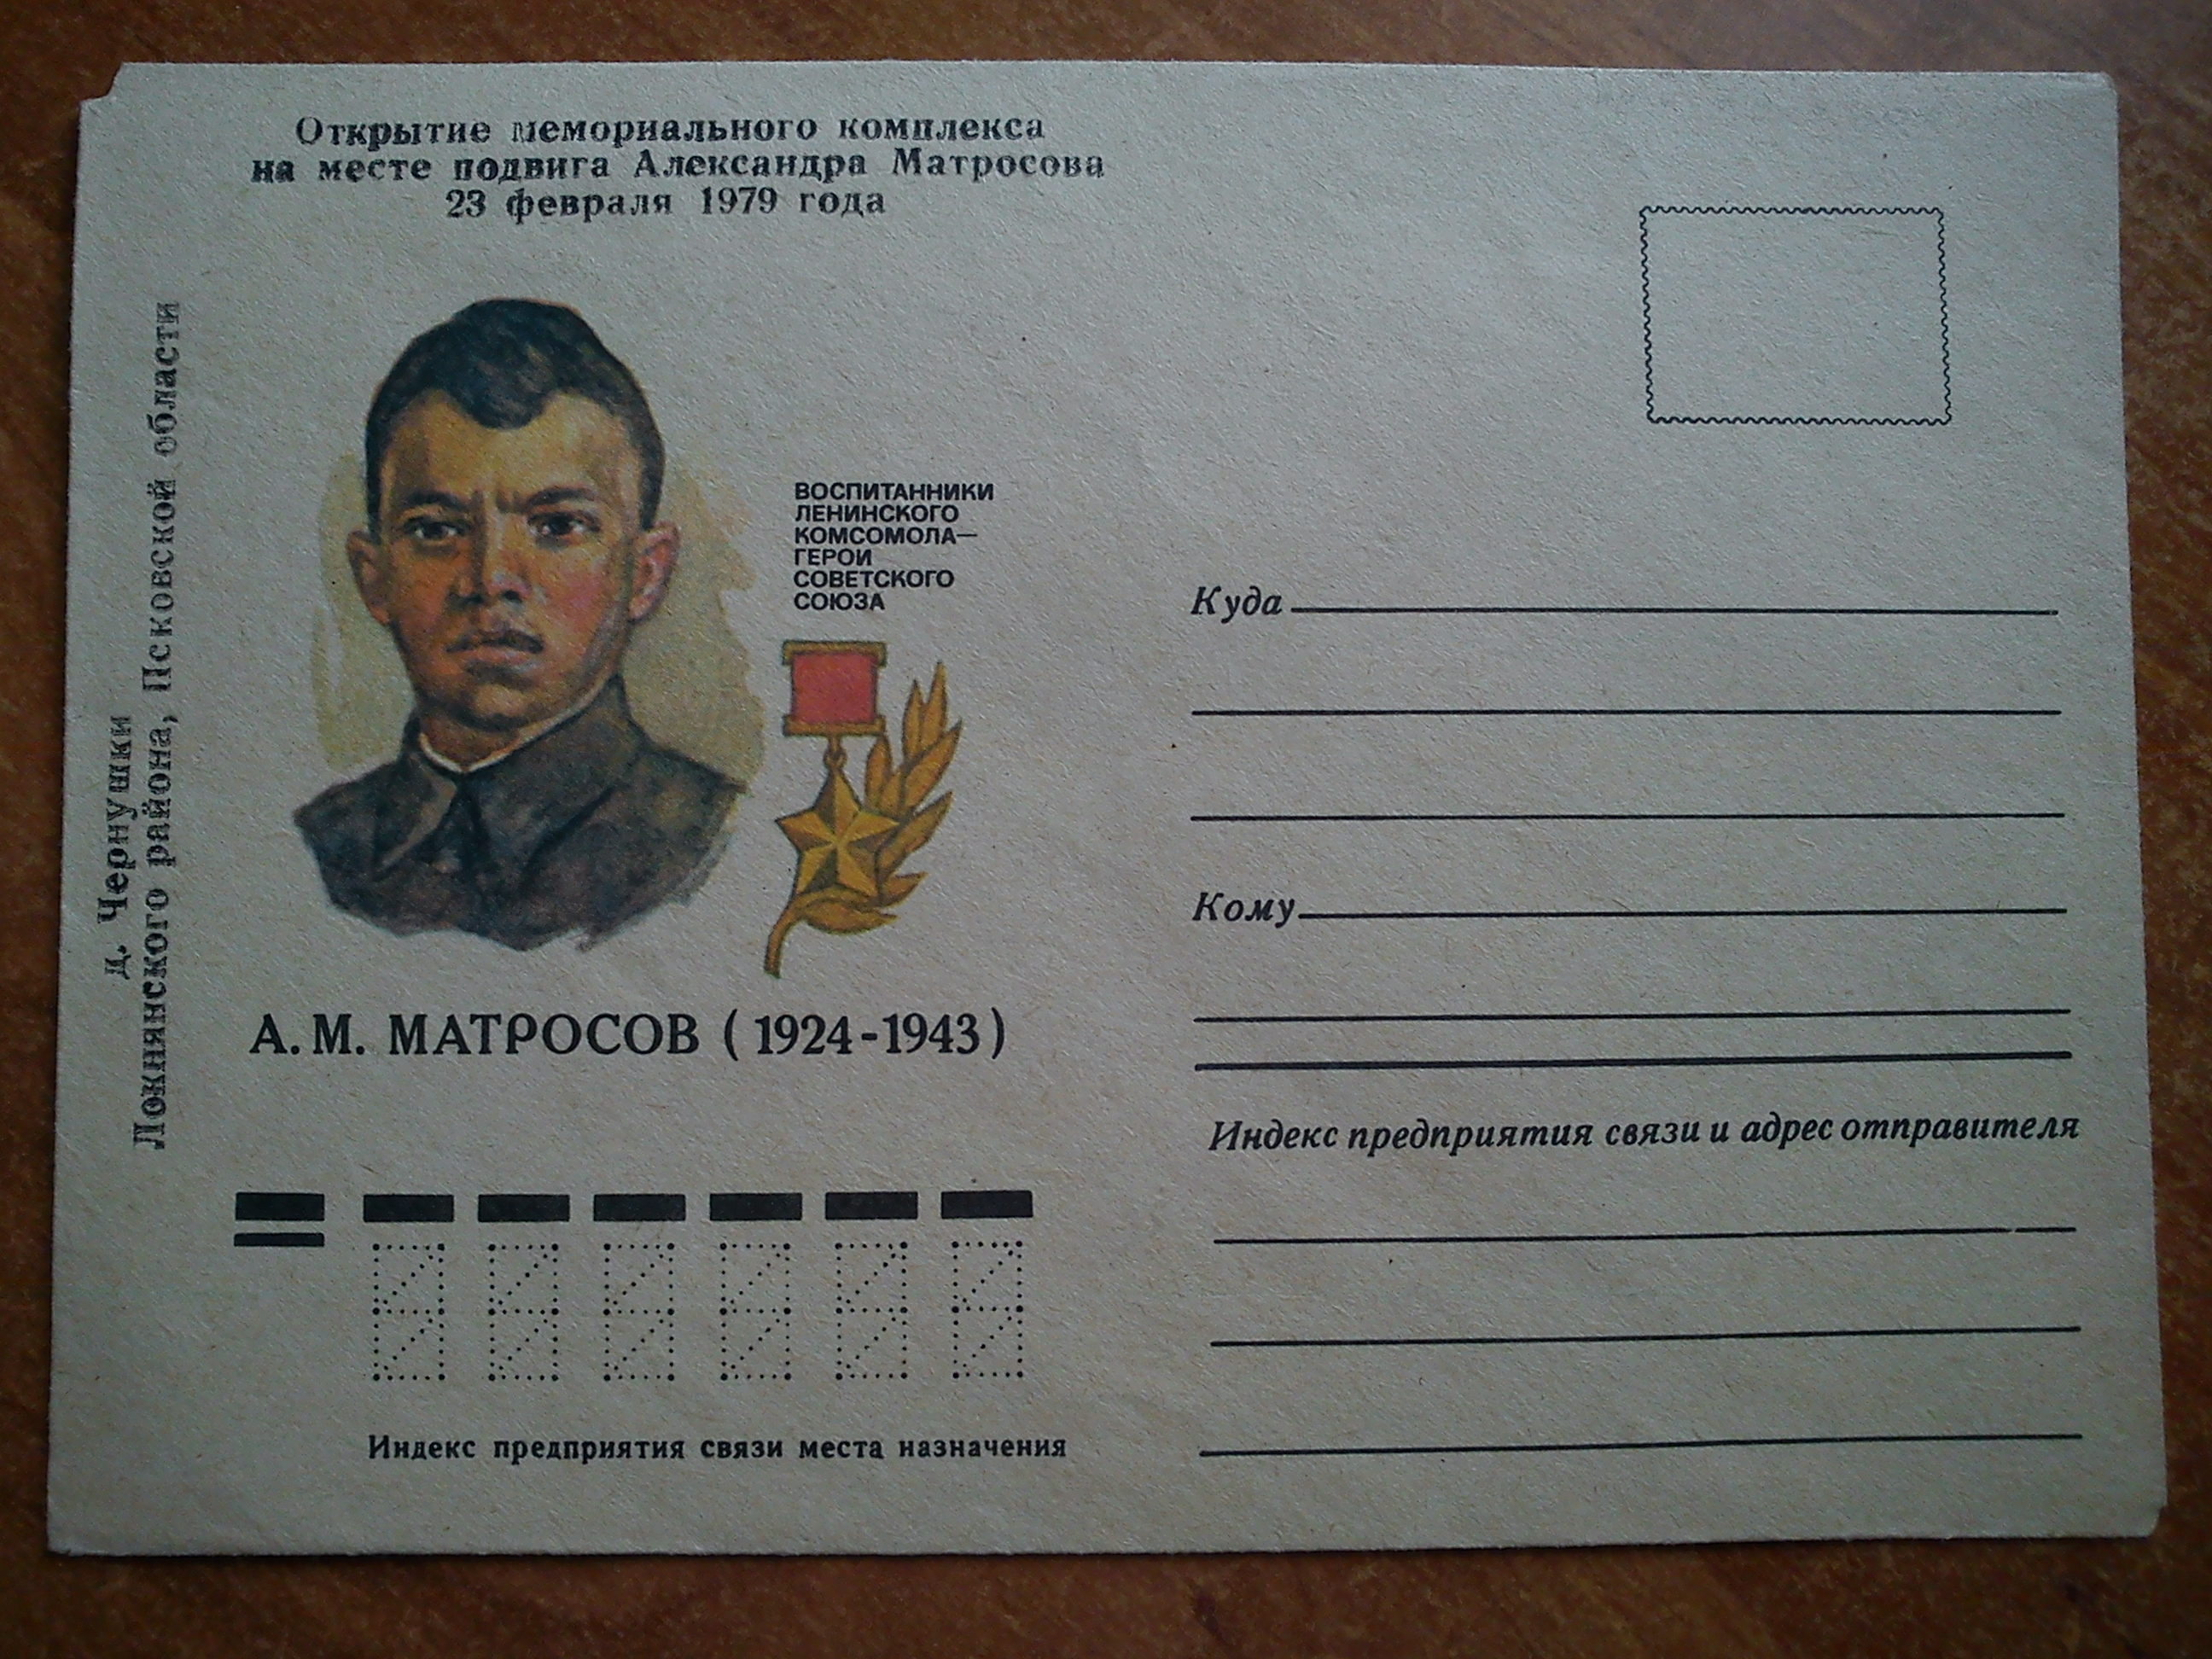 Открытие мемориального комплекса
на месте подвига Александра Матросова
23 февраля 1979 года
д. Чернушки
Локнянского района, Псковской области
ВОСПИТАННИКИ
ЛЕНИНСКОГО
КОМСОМОЛА—
ГЕРОИ
СОВЕТСКОГО
СОЮЗА
А. М. МАТРОСОВ (1924-1943)
Куда
Кому
Индекс предприятия связи и адрес отправителя
Индекс предприятия связи места назначения